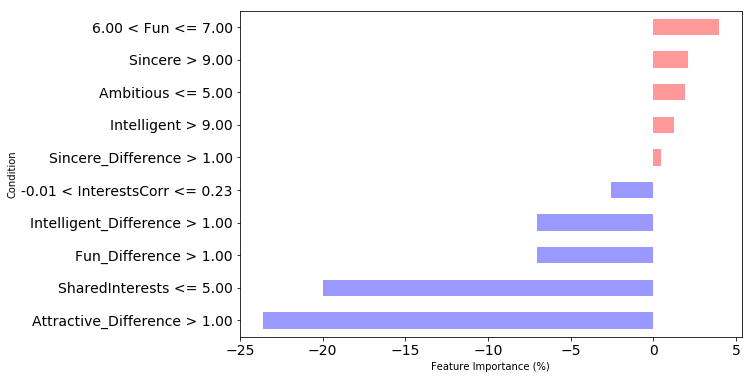 6.00 < Fun <= 7.00
Sincere > 9.00
Ambitious <= 5.00
Intelligent > 9.00
Sincere_Difference > 1.00
-0.01 < InterestsCorr <= 0.23
Intelligent_Difference > 1.00
Fun_Difference > 1.00
SharedInterests <= 5.00
Attractive_Difference > 1.00
Condition
−25 −20 −15 −10 −5 0 5
Feature Importance (%)